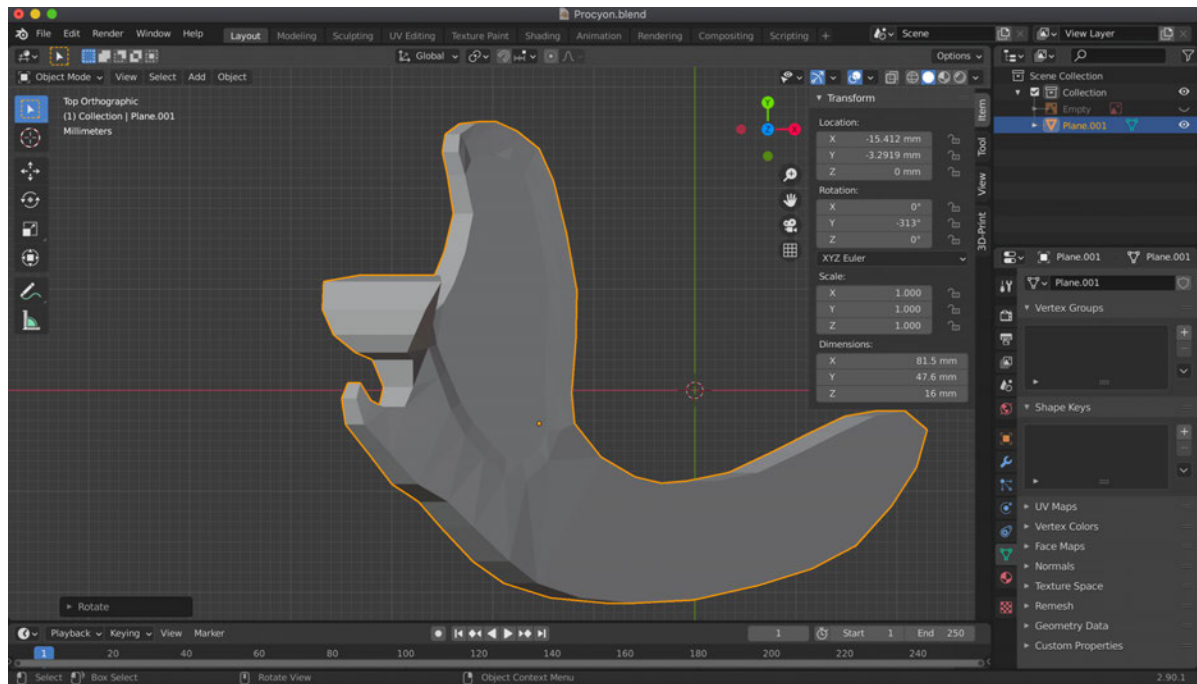 Procyon.blend
File Edit Render Window Help Layout Modeling Sculpting UV Editing Texture Paint Shading Animation Rendering Compositing Scripting + Scene View Layer
Global Options
Object Mode View Select Add Object
Top Orthographic
(1) Collection | Plane.001
Millimeters
Y
Z
X
Transform
Location:
X -15.412 mm
Y -3.2919 mm
Z 0 mm
Rotation:
X 0°
Y -313°
Z 0°
XYZ Euler
Scale:
X 1.000
Y 1.000
Z 1.000
Dimensions:
X 81.5 mm
Y 47.6 mm
Z 16 mm
Item
Tool
View
3D-Print
Scene Collection
Collection
Empty
Plane.001
Plane.001 Plane.001
Plane.001
Vertex Groups
Shape Keys
UV Maps
Vertex Colors
Face Maps
Normals
Texture Space
Remesh
Geometry Data
Custom Properties
Rotate
Playback Keying View Marker 1 Start 1 End 250
1 20 40 60 80 100 120 140 160 180 200 220 240
Select Box Select Rotate View Object Context Menu 2.90.1